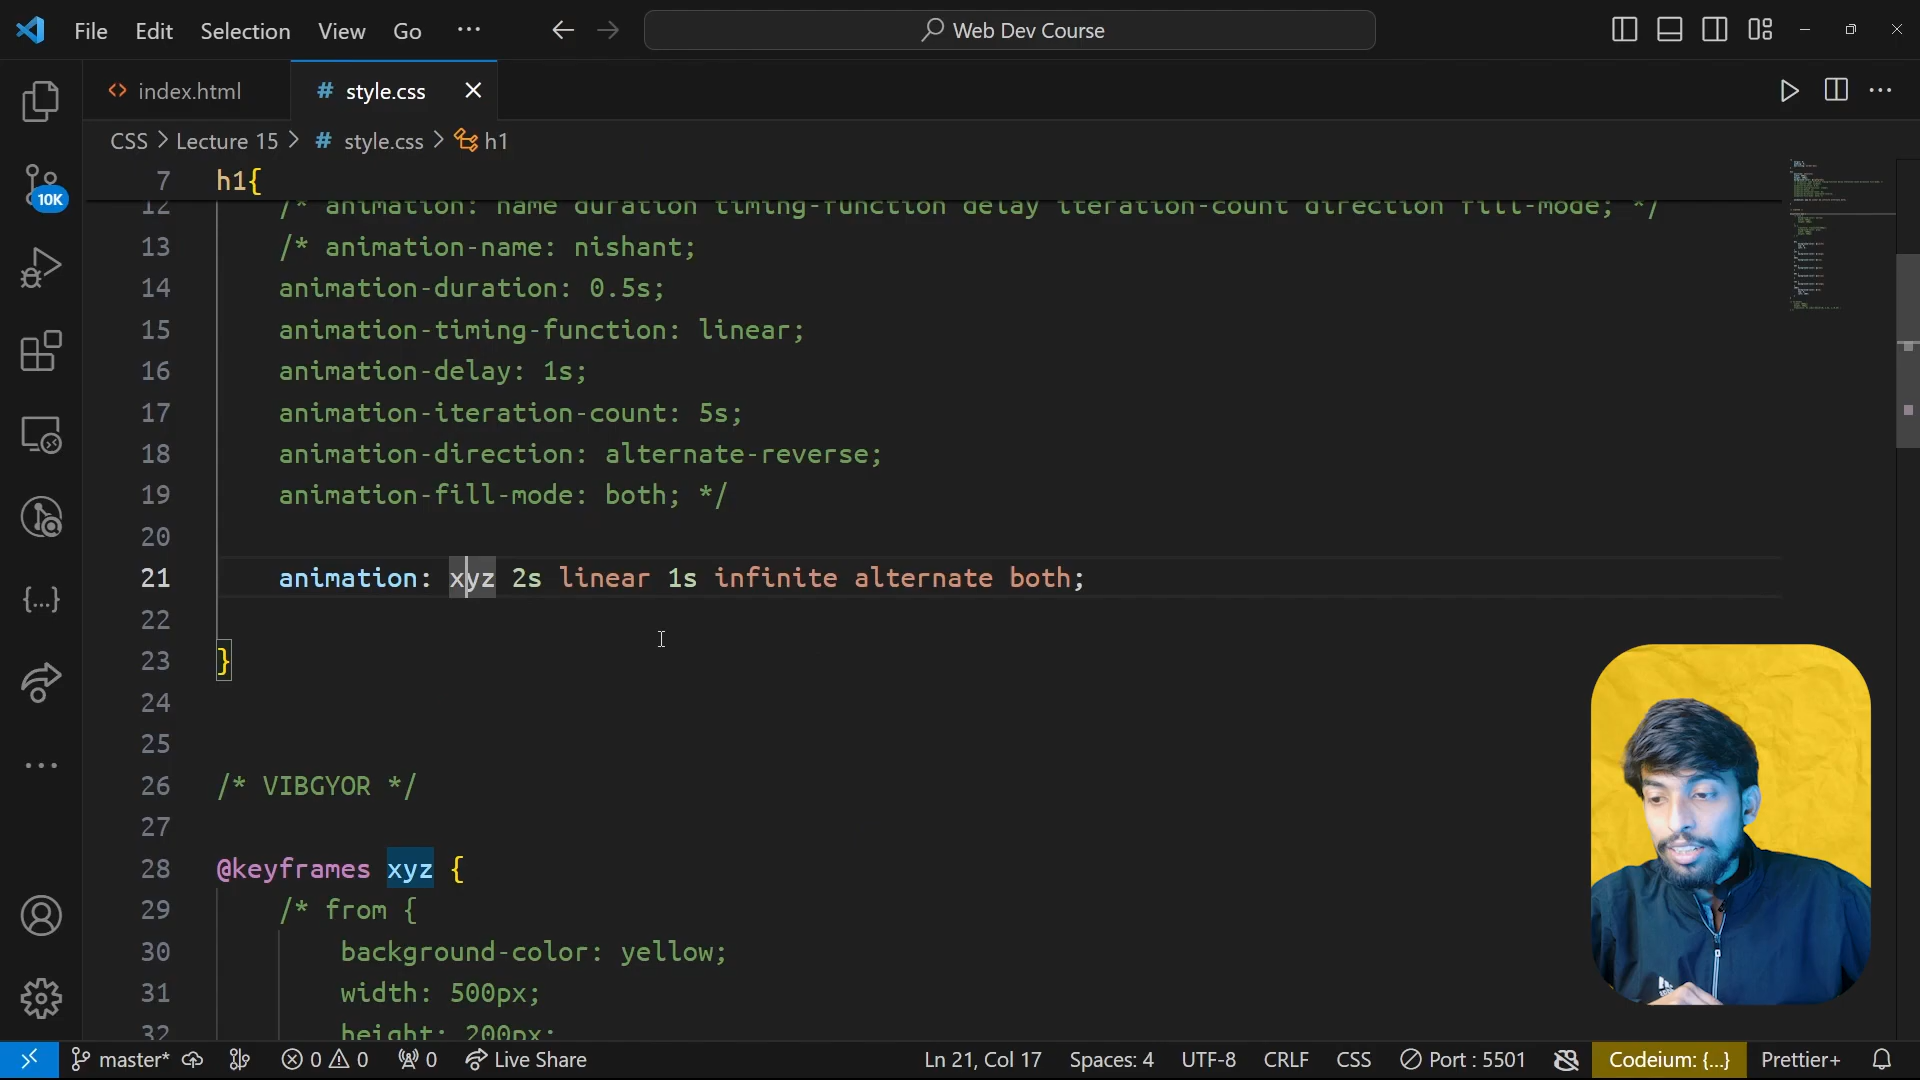 File Edit Selection View Go ··· Web Dev Course
index.html # style.css
CSS > Lecture 15 > # style.css > h1
7 h1{
12 /* animation: name duration timing-function delay iteration-count direction fill-mode; */
13 /* animation-name: nishant;
14 animation-duration: 0.5s;
15 animation-timing-function: linear;
16 animation-delay: 1s;
17 animation-iteration-count: 5s;
18 animation-direction: alternate-reverse;
19 animation-fill-mode: both; */
20
21 animation: xyz 2s linear 1s infinite alternate both;
22
23 }
24
25
26 /* VIBGYOR */
27
28 @keyframes xyz {
29 /* from {
30 background-color: yellow;
31 width: 500px;
32 height: 200px;
10K
master* 0 0 0 Live Share Ln 21, Col 17 Spaces: 4 UTF-8 CRLF CSS Port : 5501 Codeium: {...} Prettier+